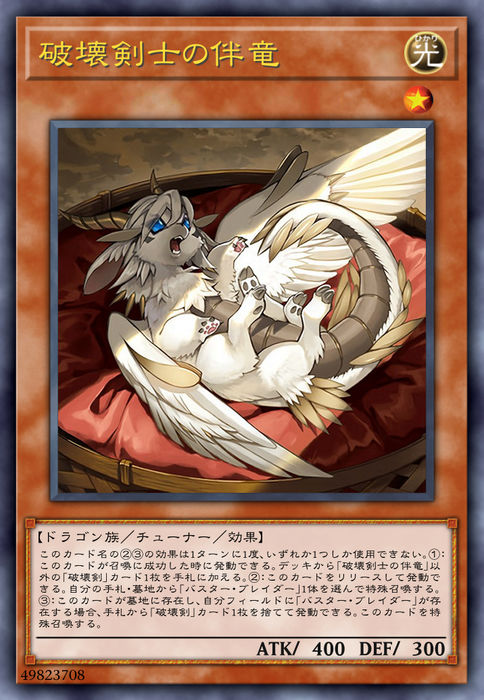 破壊剣士の伴竜
ひかり
光
【ドラゴン族／チューナー／効果】
このカード名の②③の効果は1ターンに1度、いずれか1つしか使用できない。①：
このカードが召喚に成功した時に発動できる。デッキから「破壊剣士の伴竜」以
外の「破壊剣」カード1枚を手札に加える。②：このカードをリリースして発動で
きる。自分の手札・墓地から「バスター・ブレイダー」1体を選んで特殊召喚する。
③：このカードが墓地に存在し、自分フィールドに「バスター・ブレイダー」が存
在する場合、手札から「破壊剣」カード1枚を捨てて発動できる。このカードを特
殊召喚する。
ATK/ 400 DEF/ 300
49823708